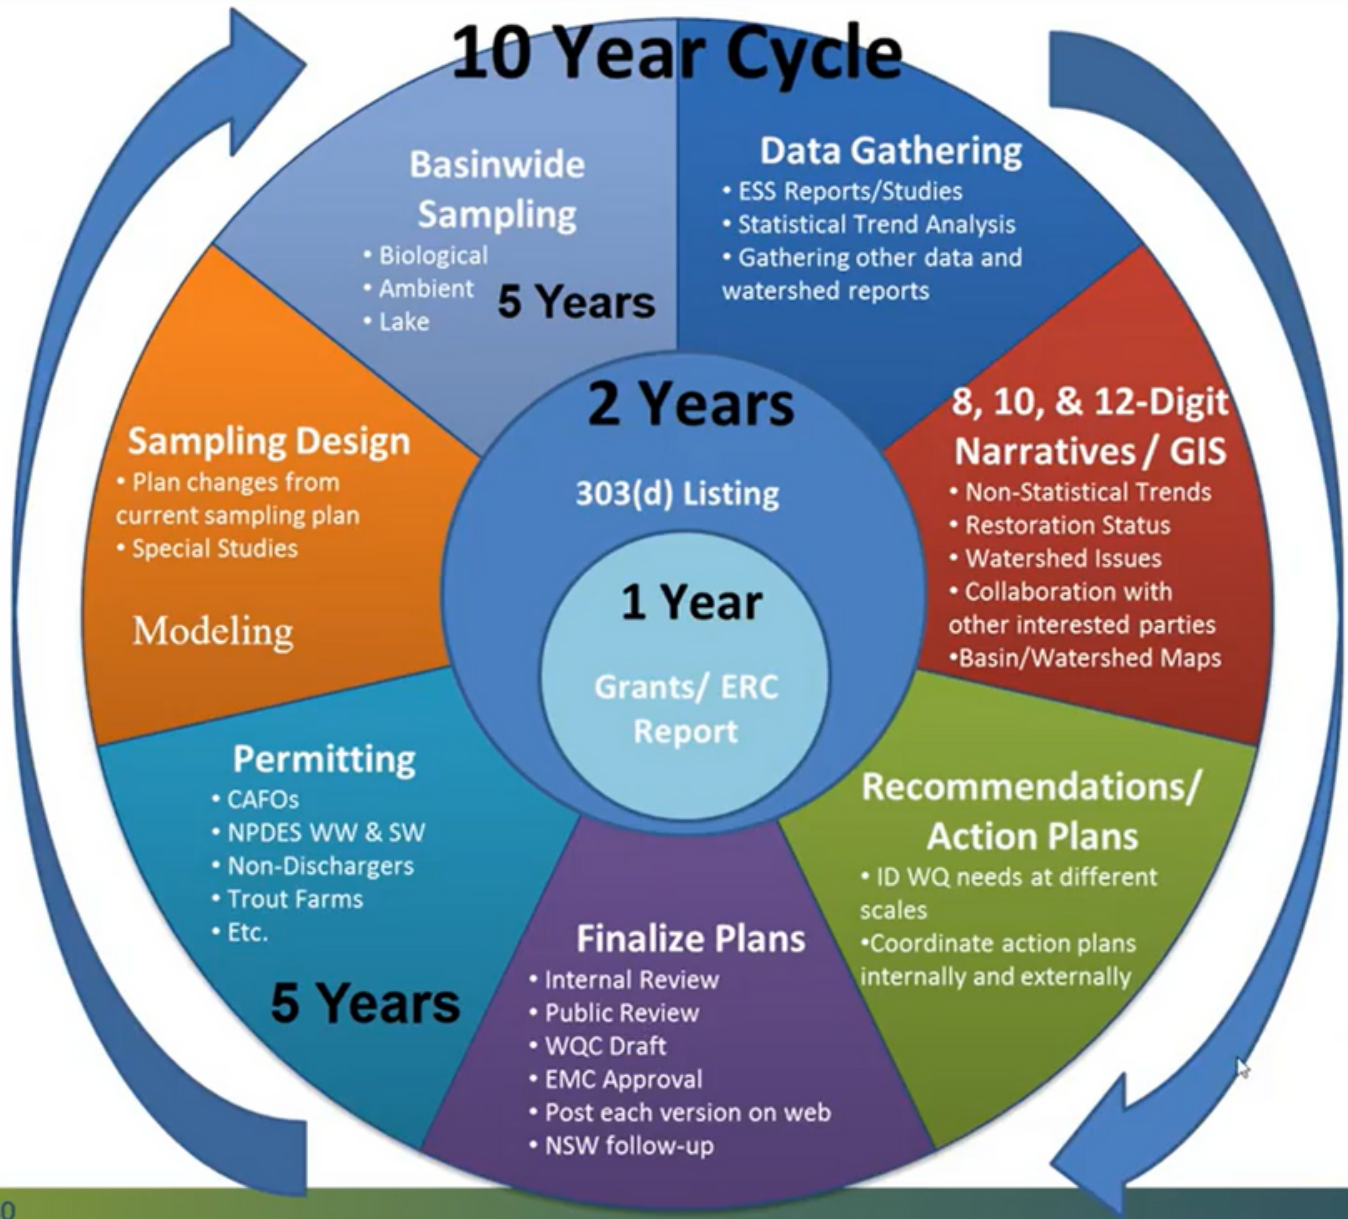 10 Year Cycle
Basinwide
Sampling
• Biological
• Ambient
• Lake
5 Years
Data Gathering
• ESS Reports/Studies
• Statistical Trend Analysis
• Gathering other data and
watershed reports
8, 10, & 12-Digit
Narratives / GIS
• Non-Statistical Trends
• Restoration Status
• Watershed Issues
• Collaboration with
other interested parties
•Basin/Watershed Maps
Recommendations/
Action Plans
• ID WQ needs at different
scales
•Coordinate action plans
internally and externally
Finalize Plans
• Internal Review
• Public Review
• WQC Draft
• EMC Approval
• Post each version on web
• NSW follow-up
Permitting
• CAFOs
• NPDES WW & SW
• Non-Dischargers
• Trout Farms
• Etc.
5 Years
Sampling Design
• Plan changes from
current sampling plan
• Special Studies
Modeling
2 Years
303(d) Listing
1 Year
Grants/ ERC
Report
0